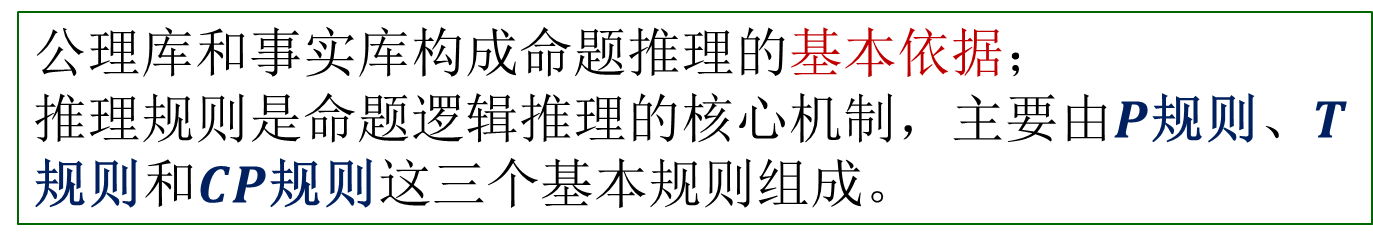 公理库和事实库构成命题推理的基本依据；
推理规则是命题逻辑推理的核心机制，主要由P规则、T
规则和CP规则这三个基本规则组成。